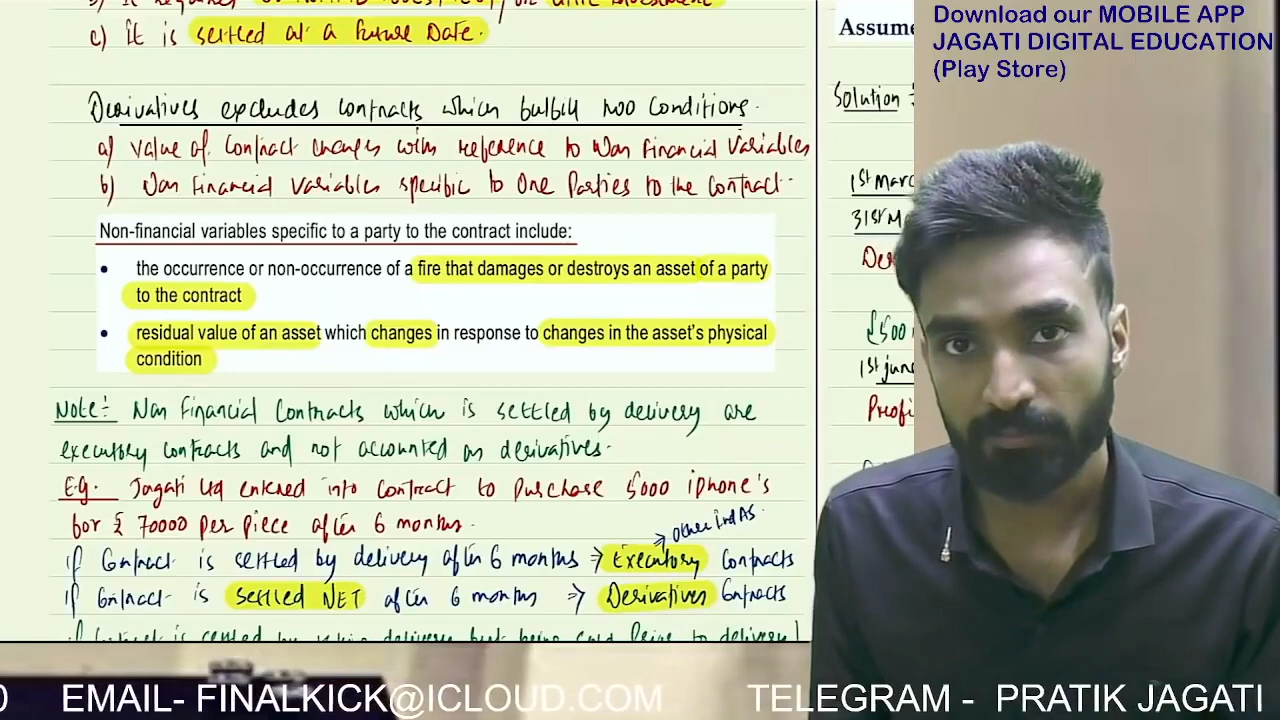 c) It is settled at a Future Date.
Derivatives excludes contracts which fulfill two Conditions.
a) Value of Contract changes with reference to Non Financial Variables
b) Non Financial Variables specific to One Parties to the Contract.
Non-financial variables specific to a party to the contract include:
• the occurrence or non-occurrence of a fire that damages or destroys an asset of a party
to the contract
• residual value of an asset which changes in response to changes in the asset's physical
condition
Note:- Non Financial Contracts which is settled by delivery are
executory contracts and not accounted as derivatives.
E.g. Jagati Ltd entered into Contract to Purchase 5000 iphone's
for ₹ 70000 per piece after 6 months.
→ Other Ind AS
if Contract is settled by delivery after 6 months ⇒ Executory Contracts
if Contract is settled NET after 6 months ⇒ Derivatives Contracts
Assume
Solution
1st Marc
31st M
₹500
1st June
Profi
Download our MOBILE APP
JAGATI DIGITAL EDUCATION
(Play Store)
0 EMAIL- FINALKICK@ICLOUD.COM TELEGRAM - PRATIK JAGATI